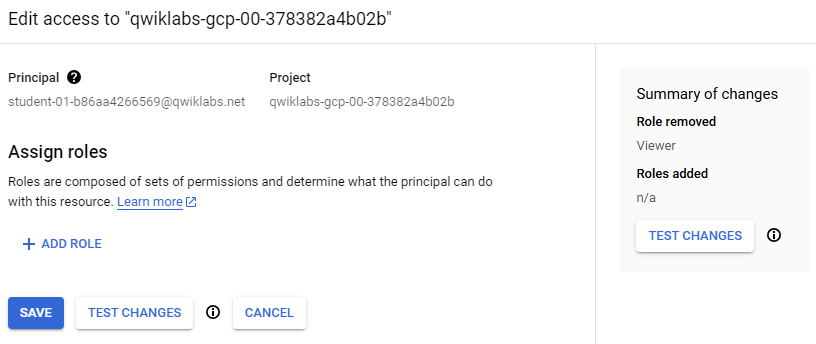 Edit access to "qwiklabs-gcp-00-378382a4b02b"
Principal
Project
student-01-b86aa4266569@qwiklabs.net
qwiklabs-gcp-00-378382a4b02b
Assign roles
Roles are composed of sets of permissions and determine what the principal can do
with this resource. Learn more
ADD ROLE
SAVE
TEST CHANGES
CANCEL
Summary of changes
Role removed
Viewer
Roles added
n/a
TEST CHANGES